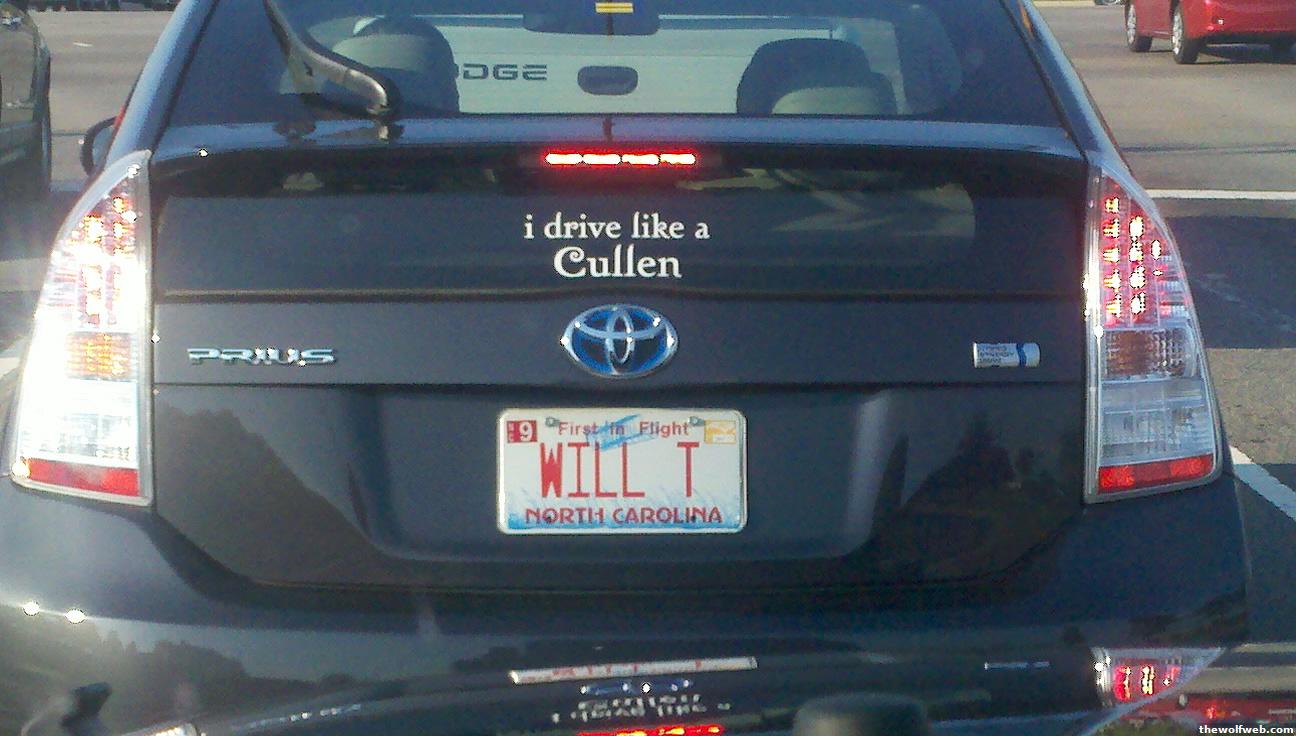 DGE
i drive like a
Cullen
PRIUS
9 First in Flight
WILL T
NORTH CAROLINA
thewolfweb.com